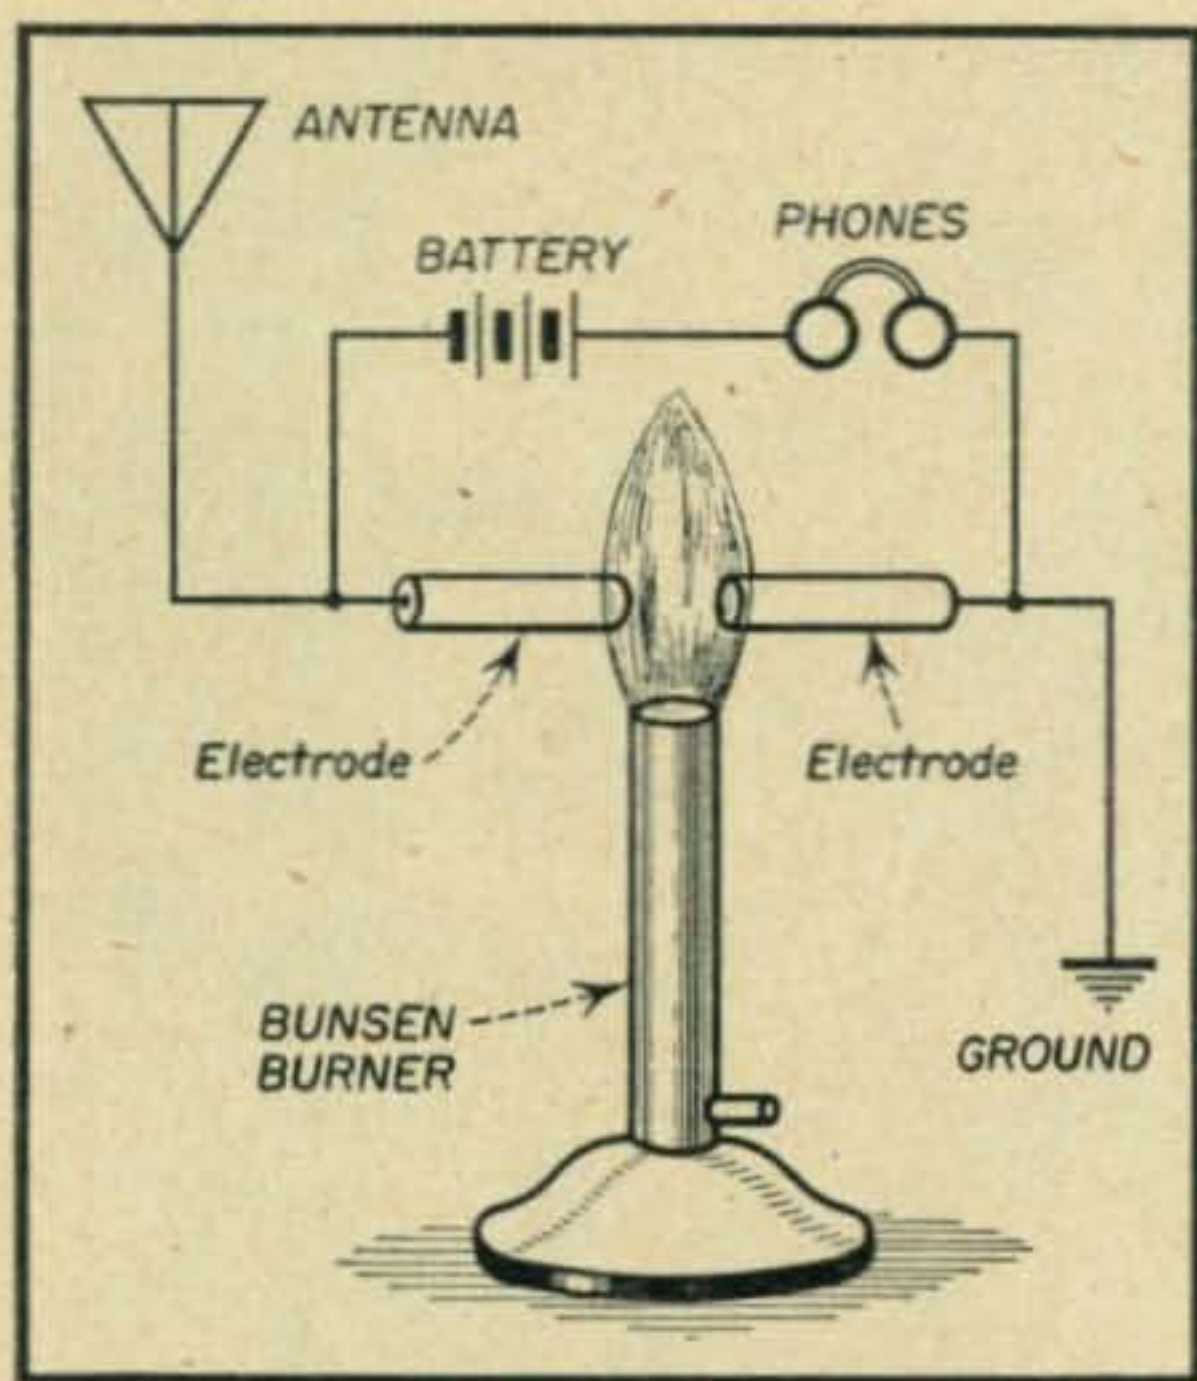 ANTENNA
BATTERY
PHONES
Electrode
Electrode
BUNSEN
BURNER
GROUND